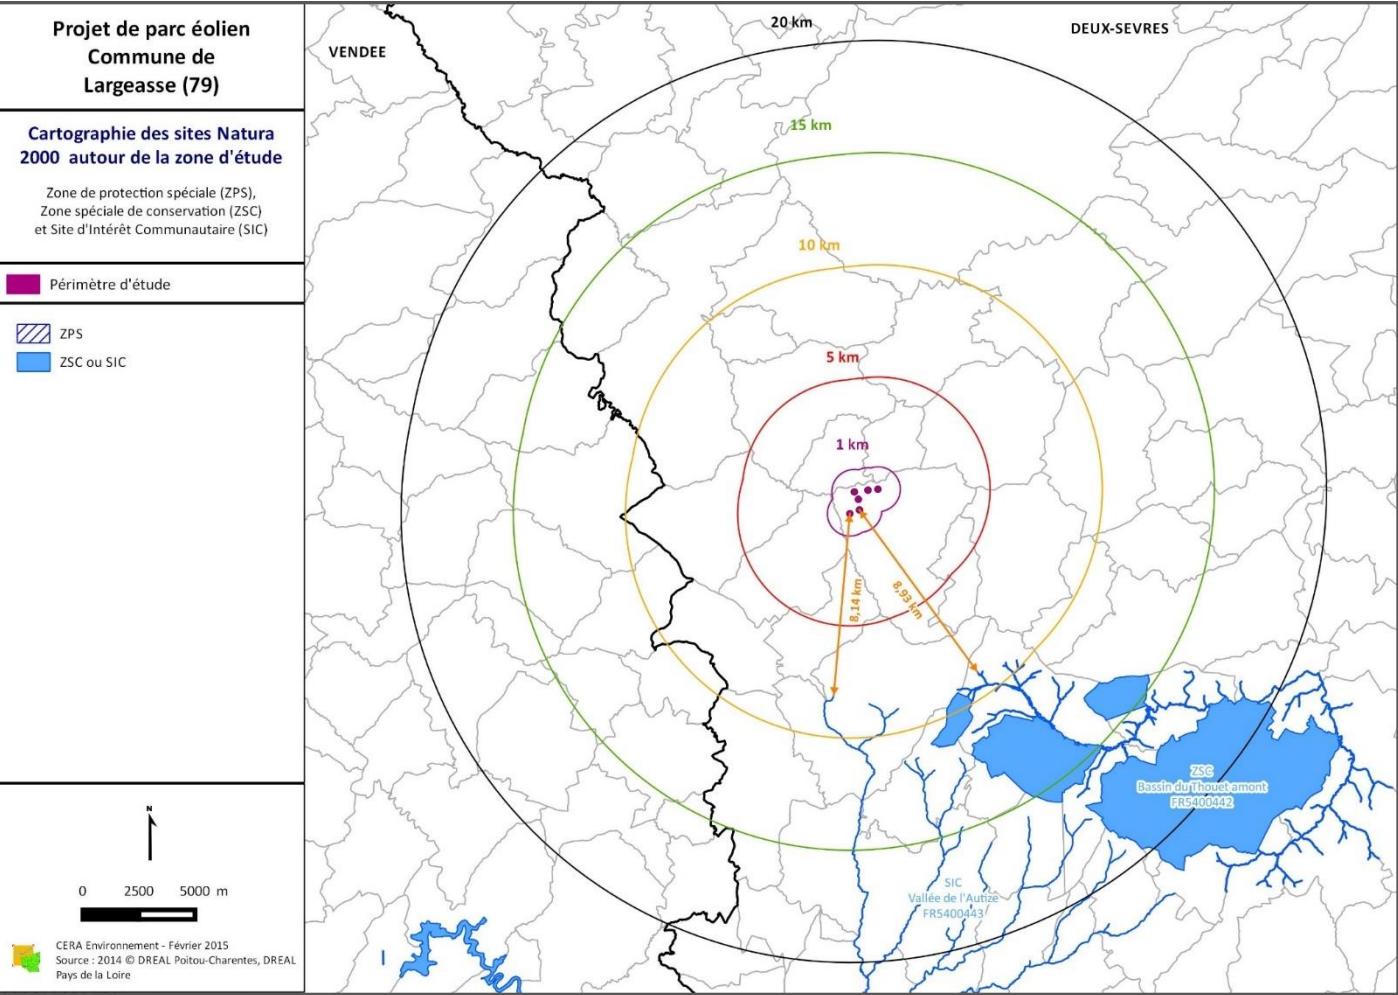 Projet de parc éolien
Commune de
Largeasse (79)
Cartographie des sites Natura
2000 autour de la zone d'étude
Zone de protection spéciale (ZPS),
Zone spéciale de conservation (ZSC)
et Site d'Intérêt Communautaire (SIC)
Périmètre d'étude
ZPS
ZSC ou SIC
N
0 2500 5000 m
CERA Environnement - Février 2015
Source : 2014 © DREAL Poitou-Charentes, DREAL
Pays de la Loire
20 km
DEUX-SEVRES
VENDEE
15 km
10 km
5 km
1 km
8,14 km
8,93 km
ZSC
Bassin du Thouet amont
FR5400442
SIC
Vallée de l'Autize
FR5400443